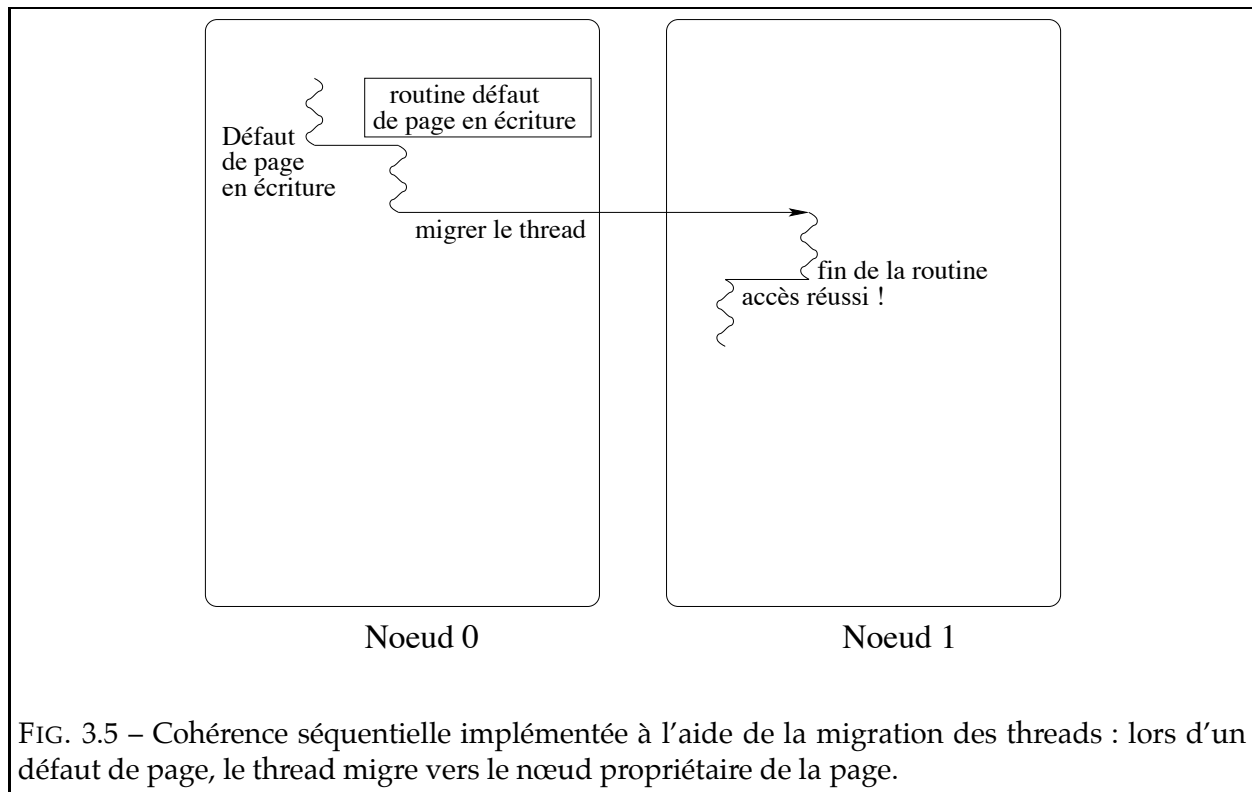 routine défaut
de page en écriture
Défaut
de page
en écriture
migrer le thread
fin de la routine
accès réussi !
Noeud 0
Noeud 1
FIG. 3.5 – Cohérence séquentielle implémentée à l'aide de la migration des threads : lors d'un
défaut de page, le thread migre vers le nœud propriétaire de la page.